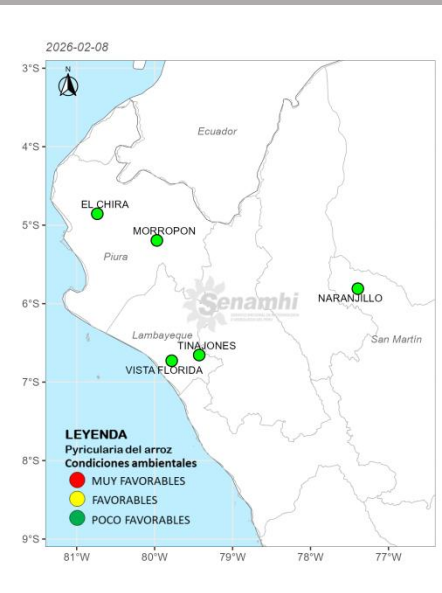 2026-02-08
3°S
N
4°S
Ecuador
EL CHIRA
5°S
MORROPON
Piura
6°S
Senamhi
NARANJILLO
Lambayeque
San Martín
TINAJONES
VISTA FLORIDA
7°S
LEYENDA
Pyricularia del arroz
8°S
Condiciones ambientales
MUY FAVORABLES
FAVORABLES
POCO FAVORABLES
9°S
81°W 80°W 79°W 78°W 77°W